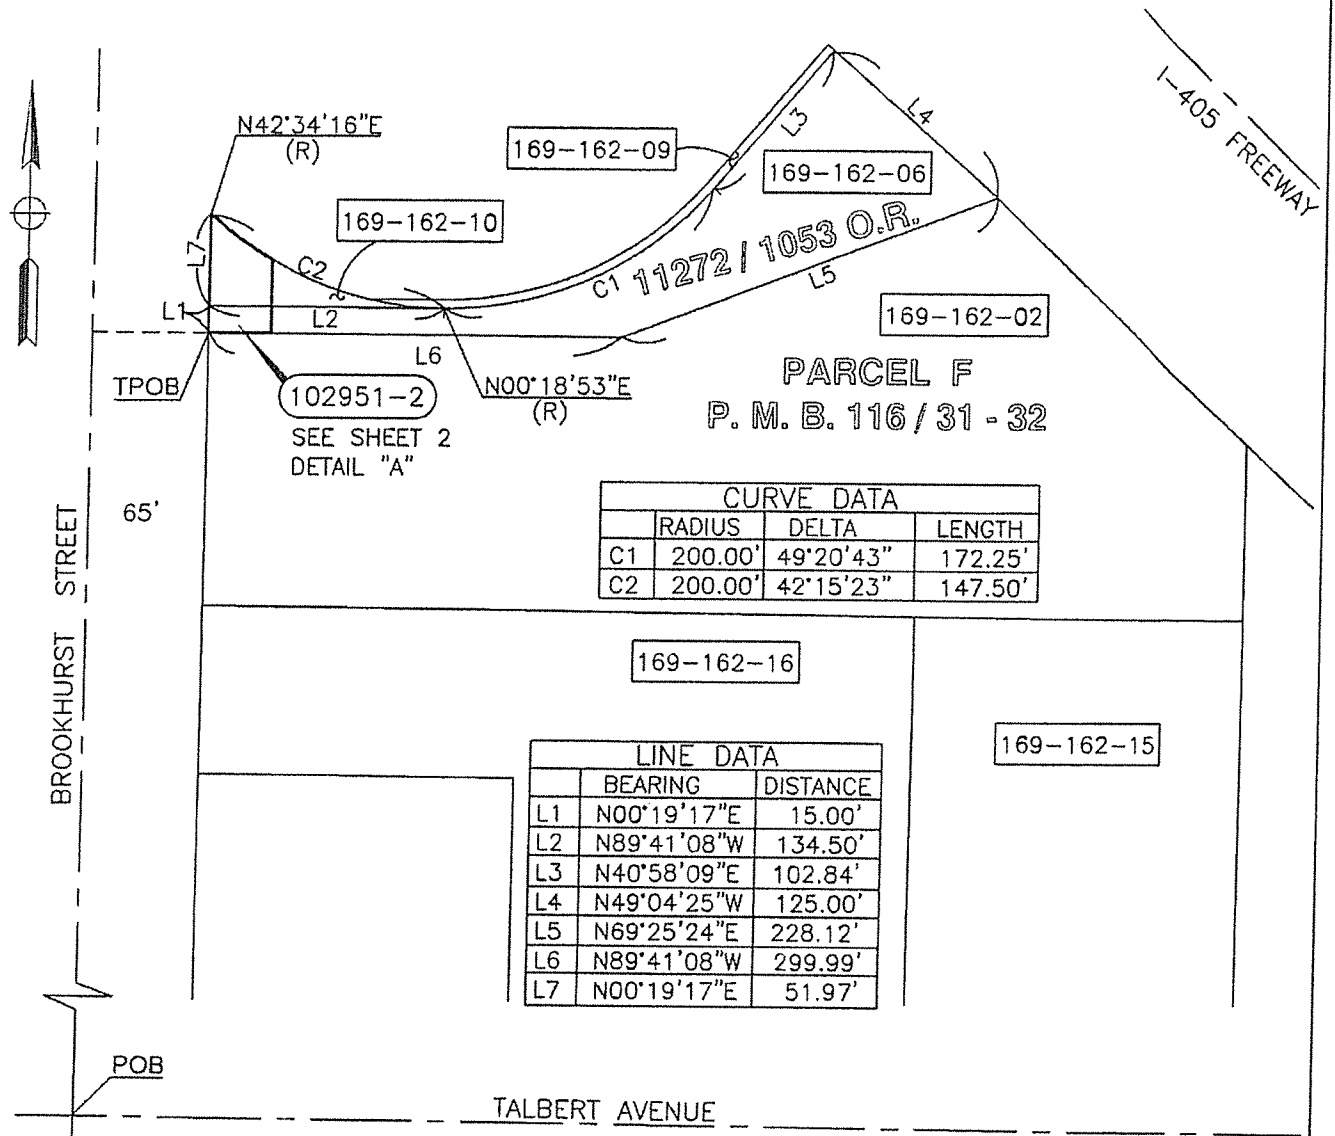 I-405 FREEWAY
N42°34'16"E
(R)
169-162-09
L3
L4
169-162-06
169-162-10
L7
C2
C1
11272 / 1053 O.R.
L5
L1
L2
169-162-02
L6
TPOB
102951-2
N00°18'53"E
(R)
SEE SHEET 2
DETAIL "A"
PARCEL F
P. M. B. 116 / 31 - 32
65'
BROOKHURST STREET
CURVE DATA
RADIUS DELTA LENGTH
C1 200.00' 49°20'43" 172.25'
C2 200.00' 42°15'23" 147.50'
169-162-16
169-162-15
LINE DATA
BEARING DISTANCE
L1 N00°19'17"E 15.00'
L2 N89°41'08"W 134.50'
L3 N40°58'09"E 102.84'
L4 N49°04'25"W 125.00'
L5 N69°25'24"E 228.12'
L6 N89°41'08"W 299.99'
L7 N00°19'17"E 51.97'
POB
TALBERT AVENUE